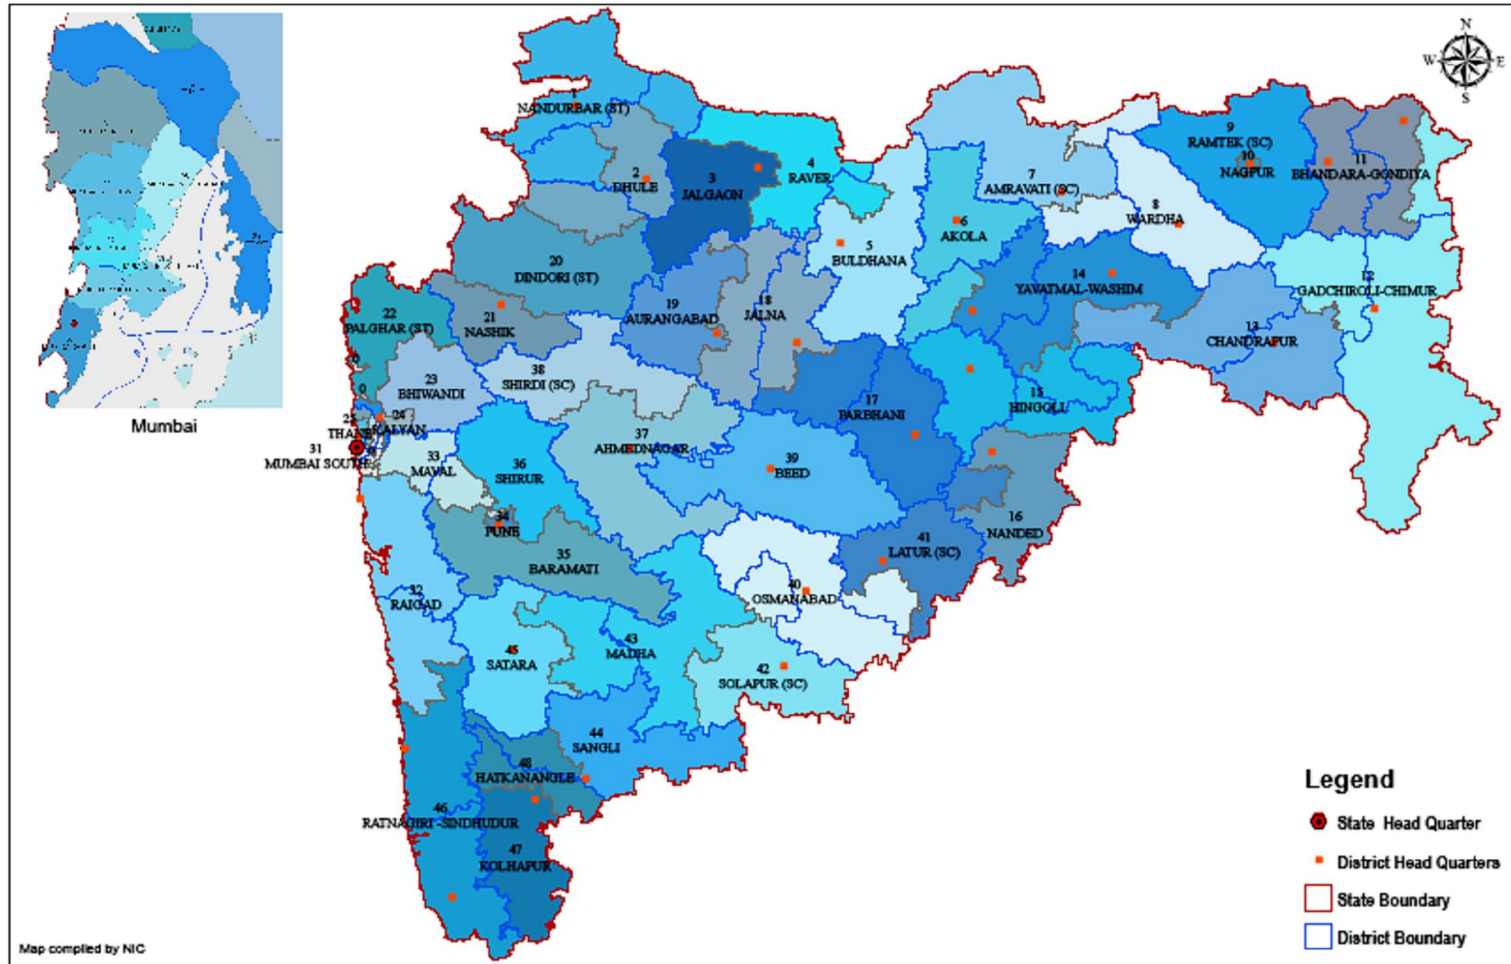 N
W E
S
Mumbai
1
NANDURBAR (ST)
2
DHULE
3
JALGAON
4
RAVER
5
BULDHANA
6
AKOLA
7
AMRAVATI (SC)
8
WARDHA
9
RAMTEK (SC)
10
NAGPUR
11
BHANDARA-GONDIYA
12
GADCHIROLI-CHIMUR
13
CHANDRAPUR
14
YAVATMAL-WASHIM
15
HINGOLI
16
NANDED
17
PARBHANI
18
JALNA
19
AURANGABAD
20
DINDORI (ST)
21
NASHIK
22
PALGHAR (ST)
23
BHIWANDI
24
KALYAN
25
THANE
31
MUMBAI SOUTH
32
RAIGAD
33
MAVAL
34
PUNE
35
BARAMATI
36
SHIRUR
37
AHMEDNAGAR
38
SHIRDI (SC)
39
BEED
40
OSMANABAD
41
LATUR (SC)
42
SOLAPUR (SC)
43
MADHA
44
SANGLI
45
SATARA
46
RATNAGIRI -SINDHUDUR
47
KOLHAPUR
48
HATKANANGLE
Legend
State Head Quarter
District Head Quarters
State Boundary
District Boundary
Map compiled by NIC